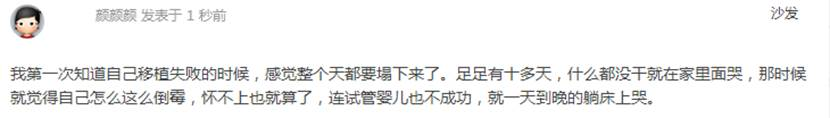 颜颜颜 发表于 1 秒前
沙发
我第一次知道自己移植失败的时候，感觉整个天都要塌下来了。足足有十多天，什么都没干就在家里面哭，那时候
就觉得自己怎么这么倒霉，怀不上也就算了，连试管婴儿也不成功，就一天到晚的躺床上哭。